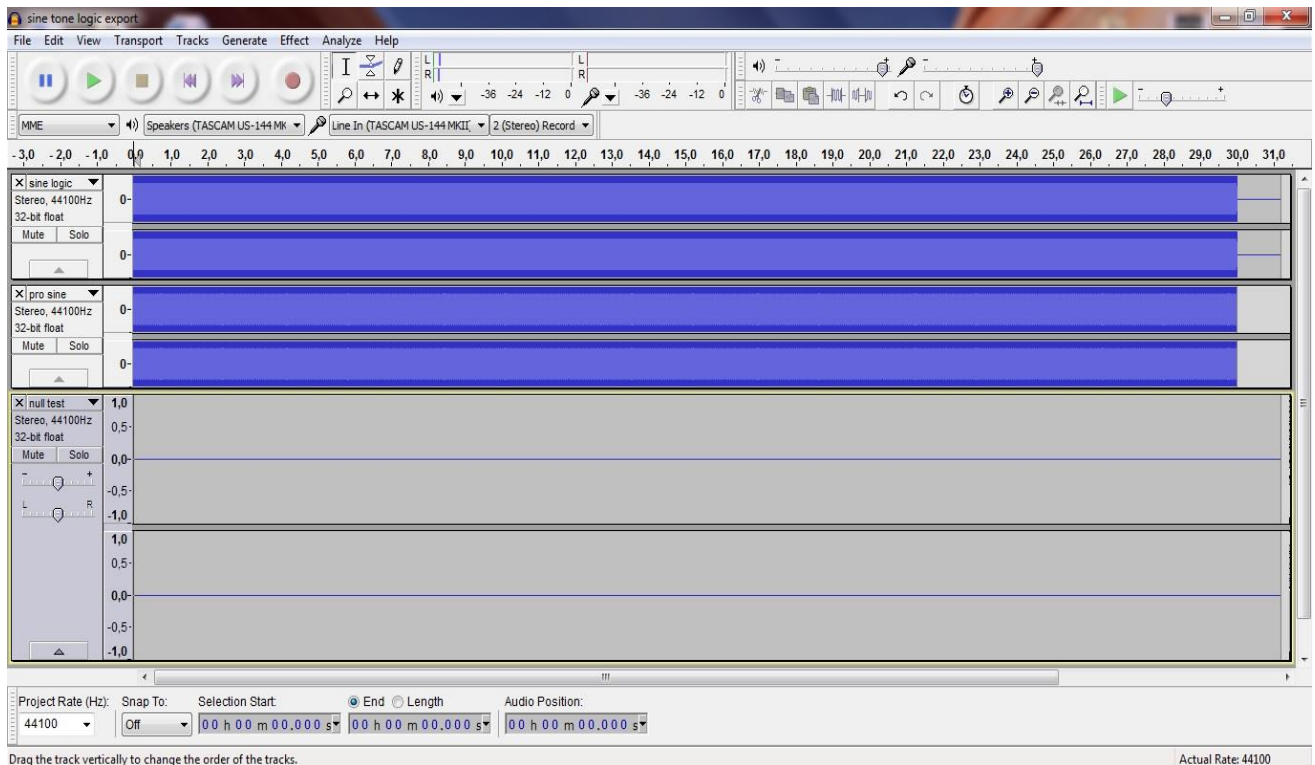 sine tone logic export
File Edit View Transport Tracks Generate Effect Analyze Help
L
R
L
R
-36 -24 -12 0
-36 -24 -12 0
MME
Speakers (TASCAM US-144 MK
Line In (TASCAM US-144 MKII(
2 (Stereo) Record
-3,0 -2,0 -1,0 0,0 1,0 2,0 3,0 4,0 5,0 6,0 7,0 8,0 9,0 10,0 11,0 12,0 13,0 14,0 15,0 16,0 17,0 18,0 19,0 20,0 21,0 22,0 23,0 24,0 25,0 26,0 27,0 28,0 29,0 30,0 31,0
X sine logic
Stereo, 44100Hz
32-bit float
Mute Solo
0-
0-
X pro sine
Stereo, 44100Hz
32-bit float
Mute Solo
0-
0-
X null test
Stereo, 44100Hz
32-bit float
Mute Solo
- +
L R
1,0
0,5-
0,0-
-0,5-
-1,0
1,0
0,5-
0,0-
-0,5-
-1,0
Project Rate (Hz): Snap To: Selection Start: End Length Audio Position:
44100 Off 00 h 00 m 00.000 s 00 h 00 m 00.000 s 00 h 00 m 00.000 s
Drag the track vertically to change the order of the tracks. Actual Rate: 44100